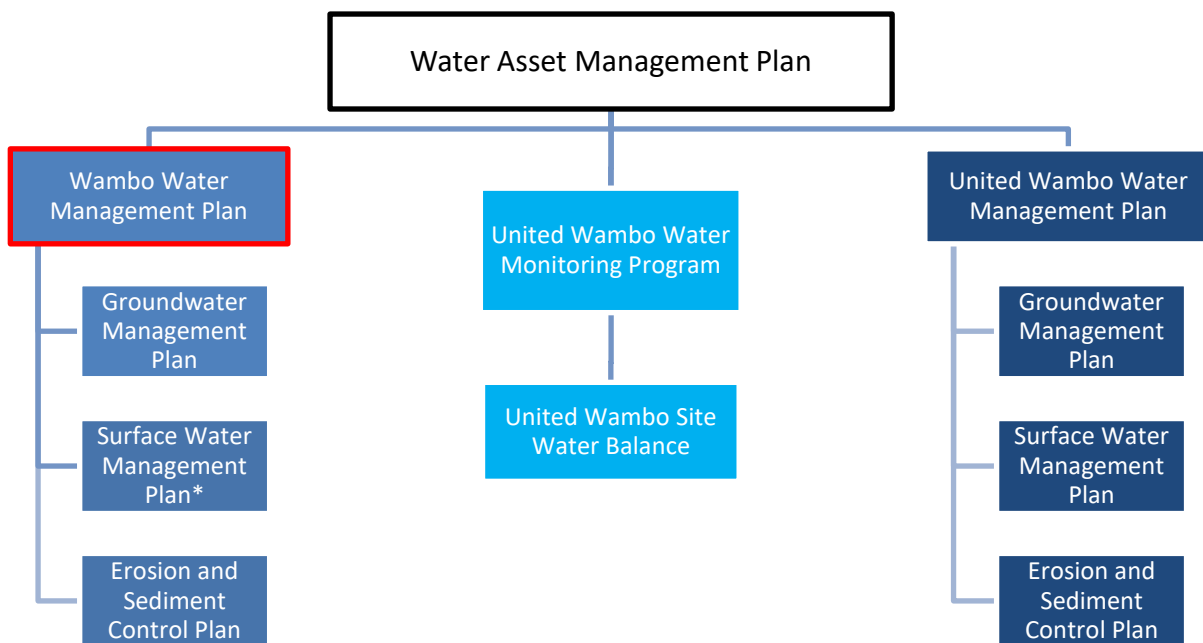 Water Asset Management Plan
Wambo Water
Management Plan
Groundwater
Management
Plan
Surface Water
Management
Plan*
Erosion and
Sediment
Control Plan
United Wambo Water
Monitoring Program
United Wambo Site
Water Balance
United Wambo Water
Management Plan
Groundwater
Management
Plan
Surface Water
Management
Plan
Erosion and
Sediment
Control Plan